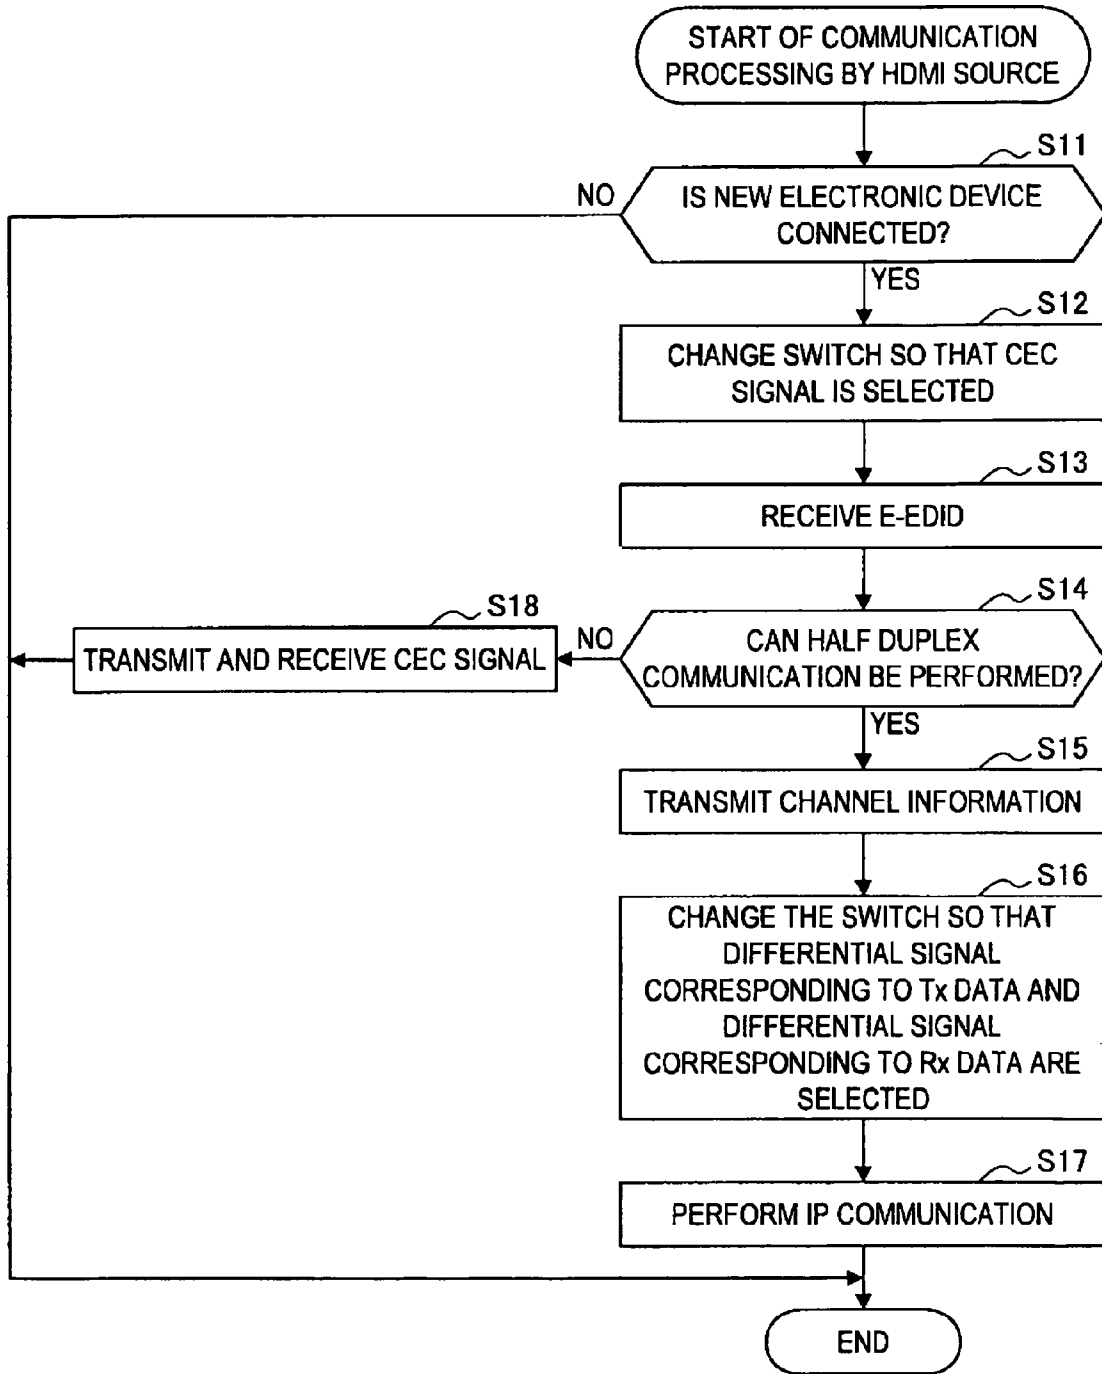 START OF COMMUNICATION
PROCESSING BY HDMI SOURCE
S11
NO
IS NEW ELECTRONIC DEVICE
CONNECTED?
YES
S12
CHANGE SWITCH SO THAT CEC
SIGNAL IS SELECTED
S13
RECEIVE E-EDID
S14
S18
TRANSMIT AND RECEIVE CEC SIGNAL
NO
CAN HALF DUPLEX
COMMUNICATION BE PERFORMED?
YES
S15
TRANSMIT CHANNEL INFORMATION
S16
CHANGE THE SWITCH SO THAT
DIFFERENTIAL SIGNAL
CORRESPONDING TO Tx DATA AND
DIFFERENTIAL SIGNAL
CORRESPONDING TO Rx DATA ARE
SELECTED
S17
PERFORM IP COMMUNICATION
END